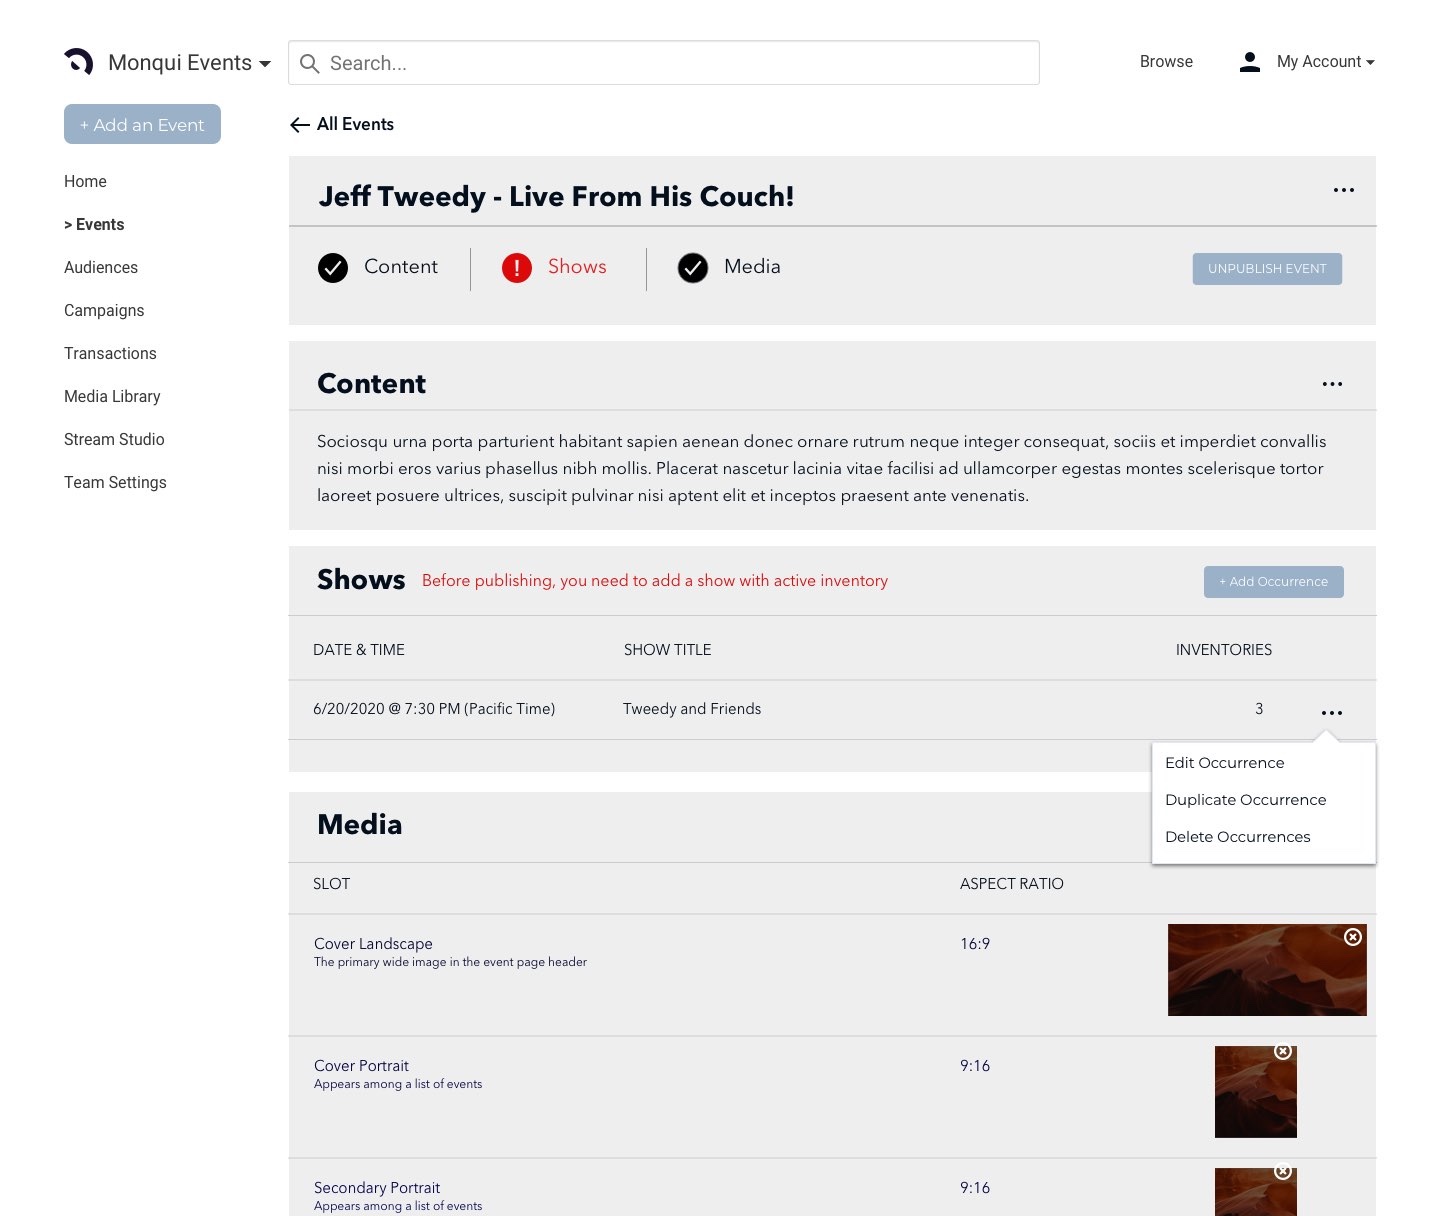 Monqui Events
Search...
Browse
My Account
+ Add an Event
All Events
Home
> Events
Audiences
Campaigns
Transactions
Media Library
Stream Studio
Team Settings
Jeff Tweedy - Live From His Couch!
Content
Shows
Media
UNPUBLISH EVENT
Content
Sociosqu urna porta parturient habitant sapien aenean donec ornare rutrum neque integer consequat, sociis et imperdiet convallis
nisi morbi eros varius phasellus nibh mollis. Placerat nascetur lacinia vitae facilisi ad ullamcorper egestas montes scelerisque tortor
laoreet posuere ultrices, suscipit pulvinar nisi aptent elit et inceptos praesent ante venenatis.
Shows Before publishing, you need to add a show with active inventory
+ Add Occurrence
DATE & TIME SHOW TITLE INVENTORIES
6/20/2020 @ 7:30 PM (Pacific Time) Tweedy and Friends 3
Edit Occurrence
Duplicate Occurrence
Delete Occurrences
Media
SLOT ASPECT RATIO
Cover Landscape 16:9
The primary wide image in the event page header
Cover Portrait 9:16
Appears among a list of events
Secondary Portrait 9:16
Appears among a list of events